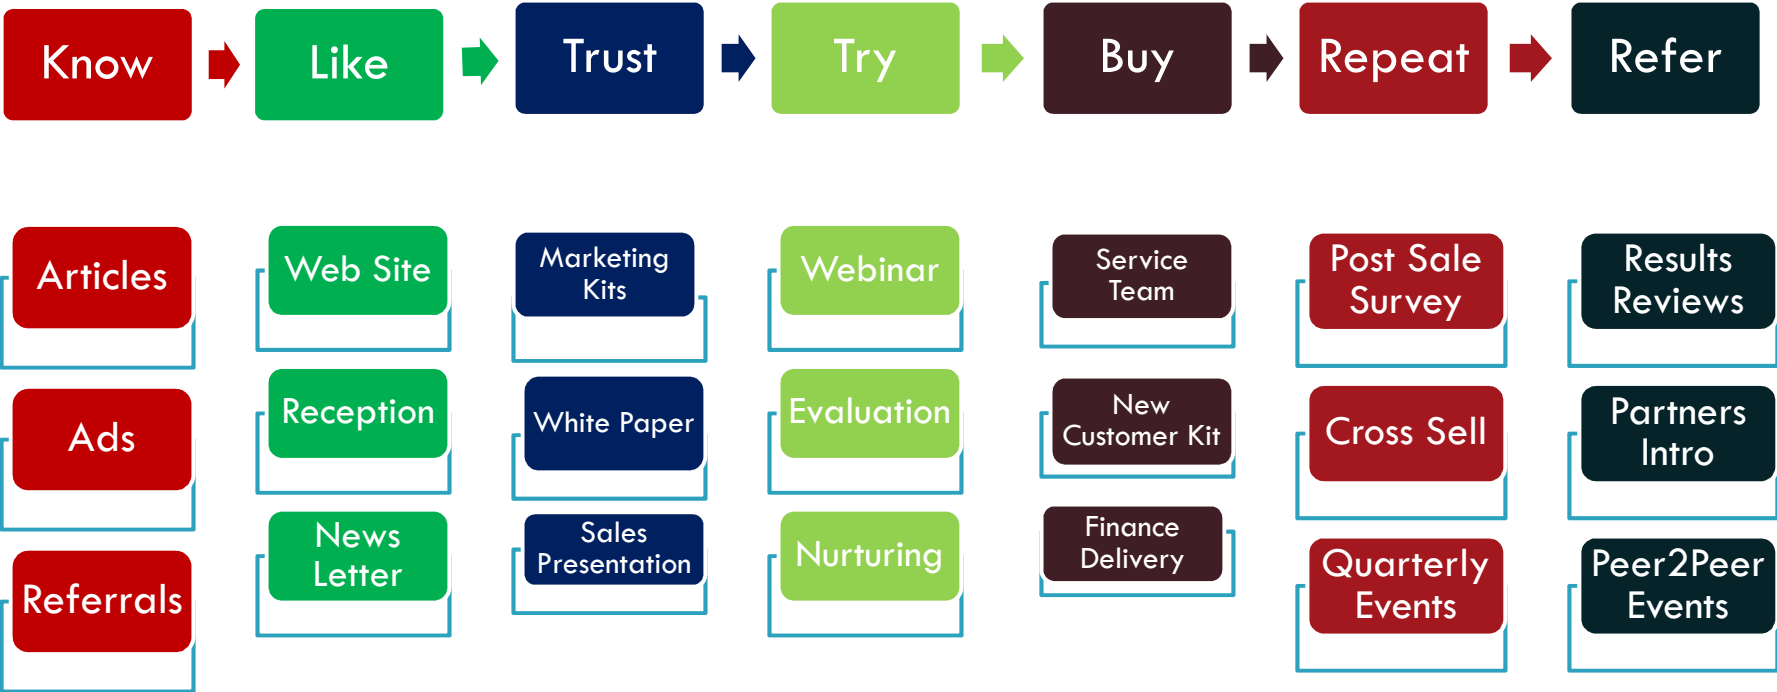 Know
Like
Trust
Try
Buy
Repeat
Refer
Articles
Ads
Referrals
Web Site
Reception
News
Letter
Marketing
Kits
White Paper
Sales
Presentation
Webinar
Evaluation
Nurturing
Service
Team
New
Customer Kit
Finance
Delivery
Post Sale
Survey
Cross Sell
Quarterly
Events
Results
Reviews
Partners
Intro
Peer2Peer
Events